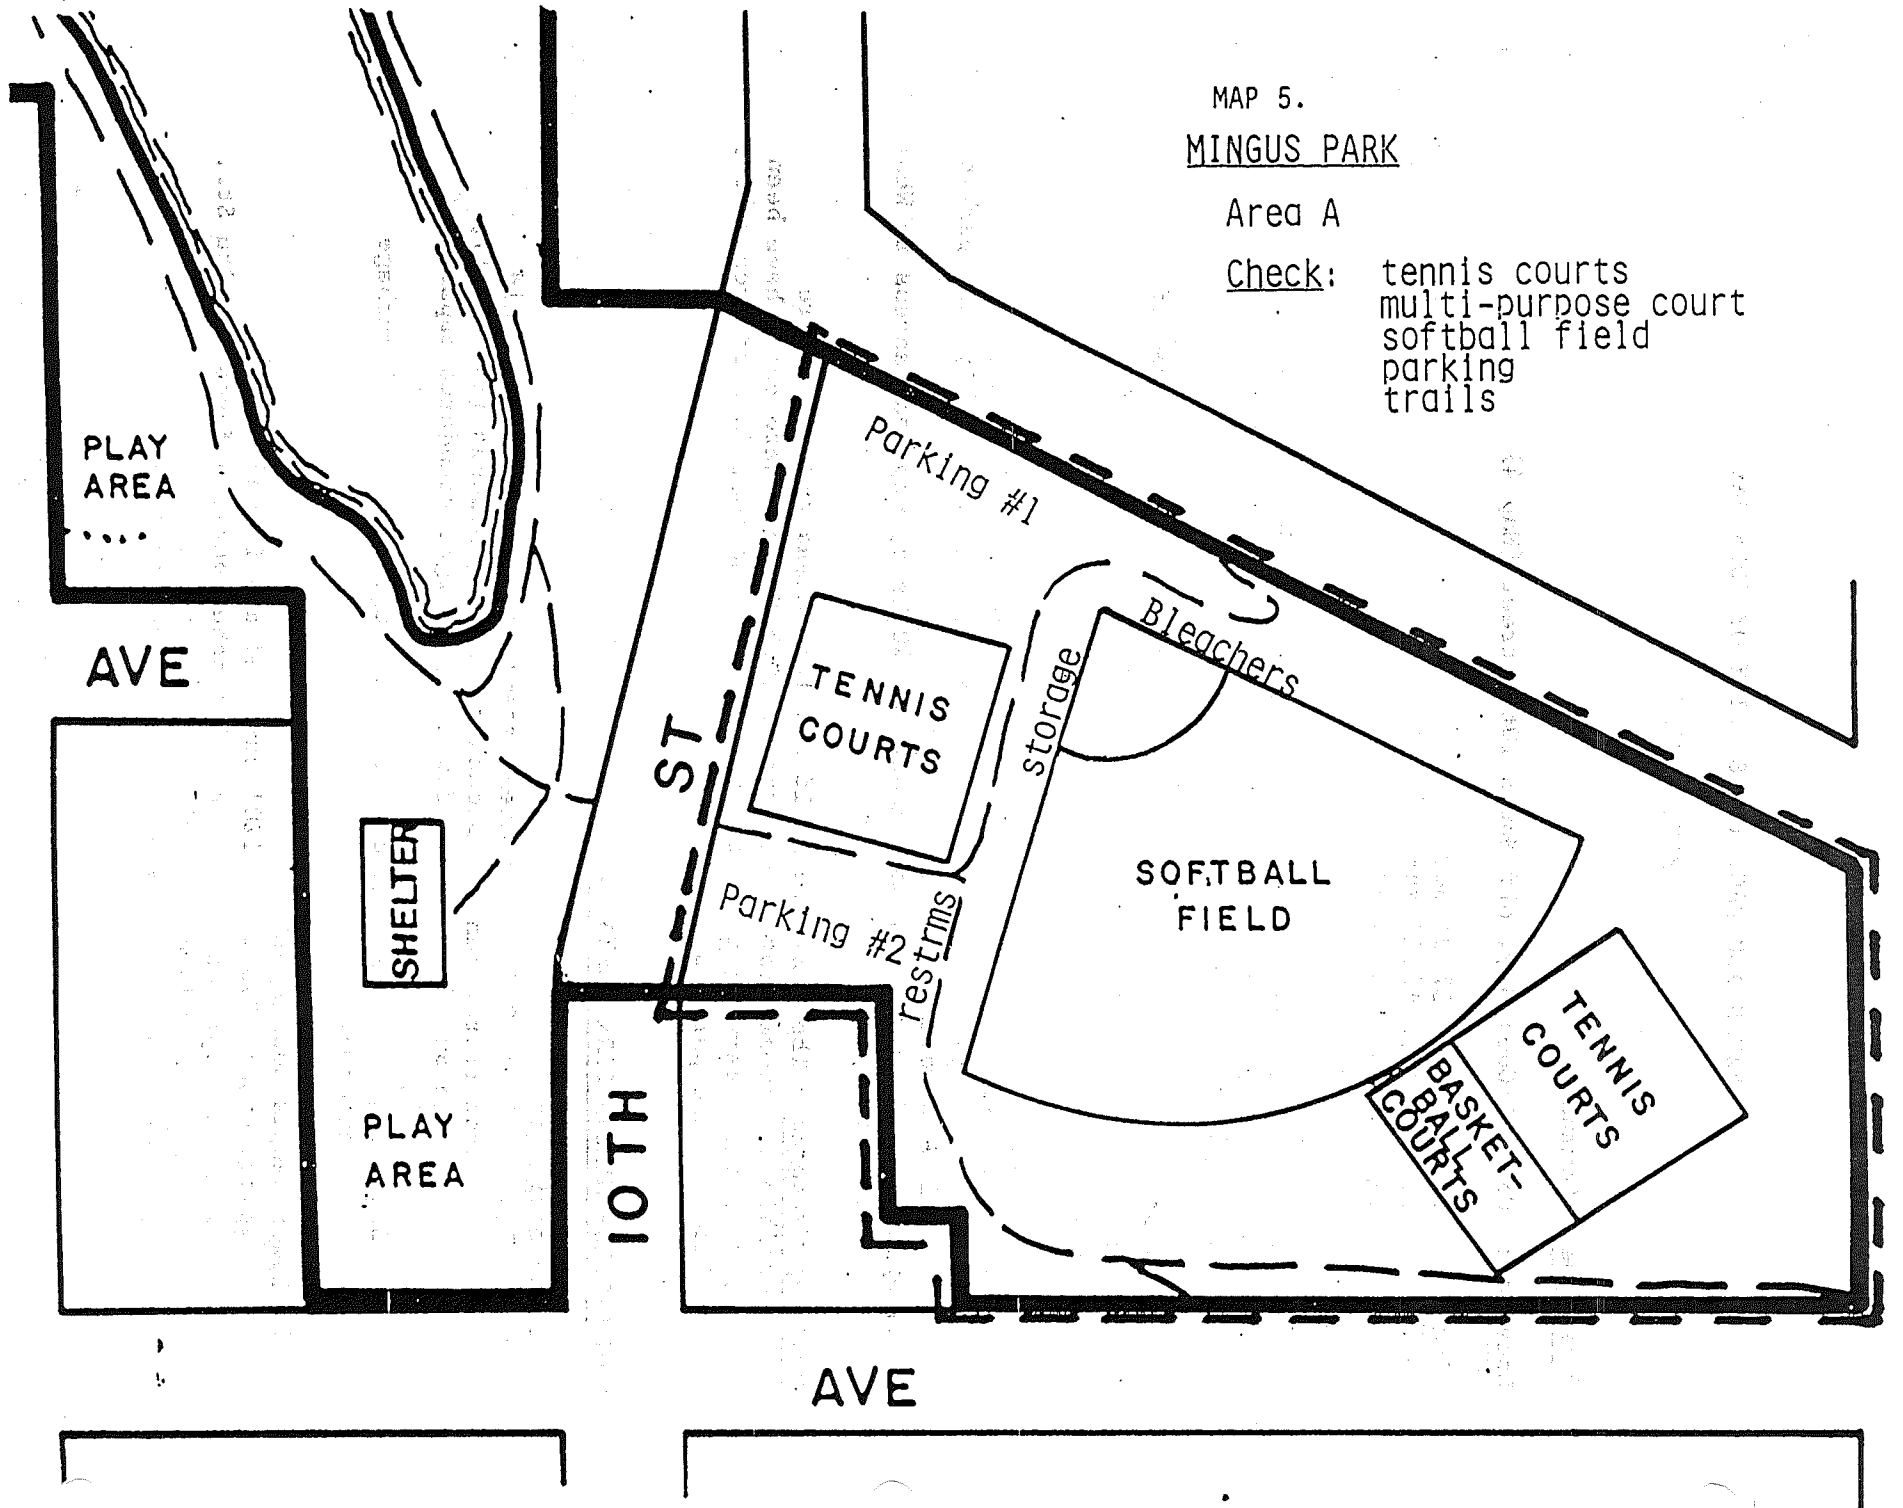 MAP 5.
MINGUS PARK
Area A
Check: tennis courts
multi-purpose court
softball field
parking
trails
PLAY
AREA
Parking #1
AVE
Bleachers
storage
TENNIS
COURTS
ST
SHELTER
SOFTBALL
FIELD
Parking #2
restrms
TENNIS
COURTS
BASKET-
BALL
COURTS
PLAY
AREA
10TH
AVE